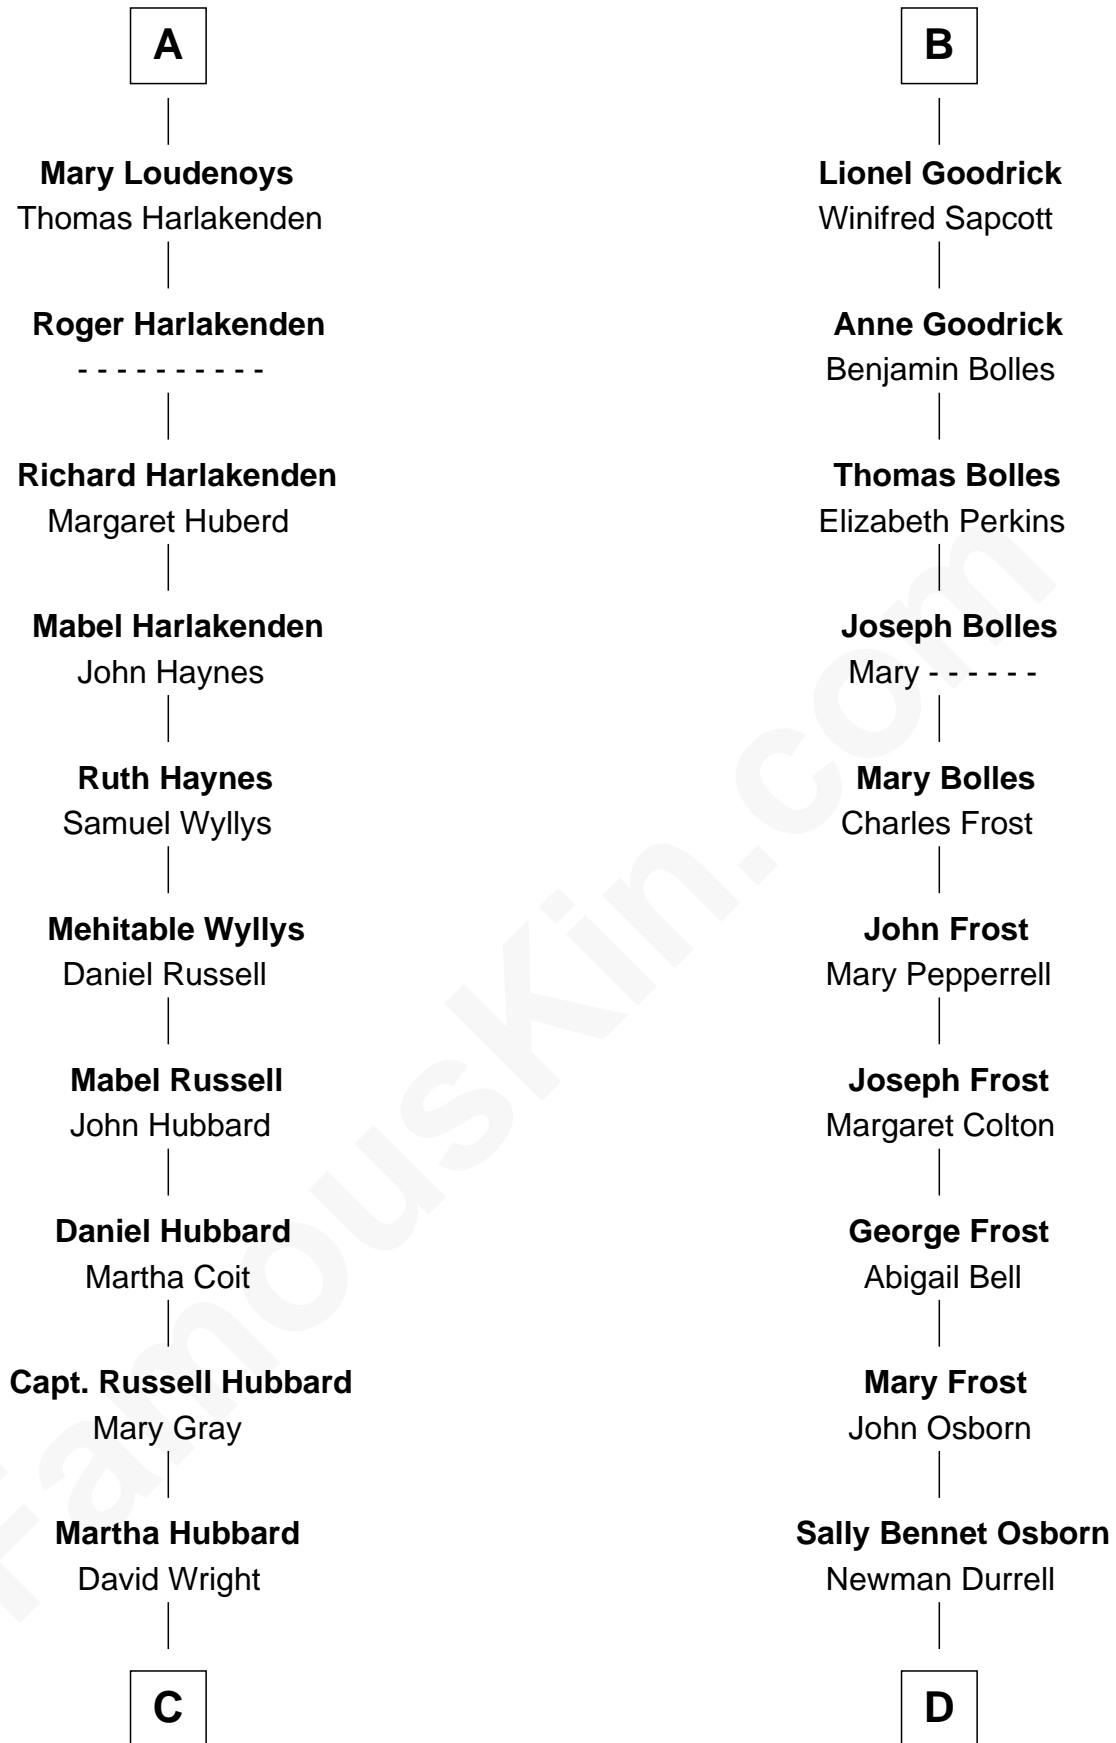 A
Mary Loudenoys
Thomas Harlakenden
Roger Harlakenden
- - - - - - - - - -
Richard Harlakenden
Margaret Huberd
Mabel Harlakenden
John Haynes
Ruth Haynes
Samuel Wyllys
Mehitable Wyllys
Daniel Russell
Mabel Russell
John Hubbard
Daniel Hubbard
Martha Coit
Capt. Russell Hubbard
Mary Gray
Martha Hubbard
David Wright
C
B
Lionel Goodrick
Winifred Sapcott
Anne Goodrick
Benjamin Bolles
Thomas Bolles
Elizabeth Perkins
Joseph Bolles
Mary - - - - - -
Mary Bolles
Charles Frost
John Frost
Mary Pepperrell
Joseph Frost
Margaret Colton
George Frost
Abigail Bell
Mary Frost
John Osborn
Sally Bennet Osborn
Newman Durrell
D
FamousKin.com